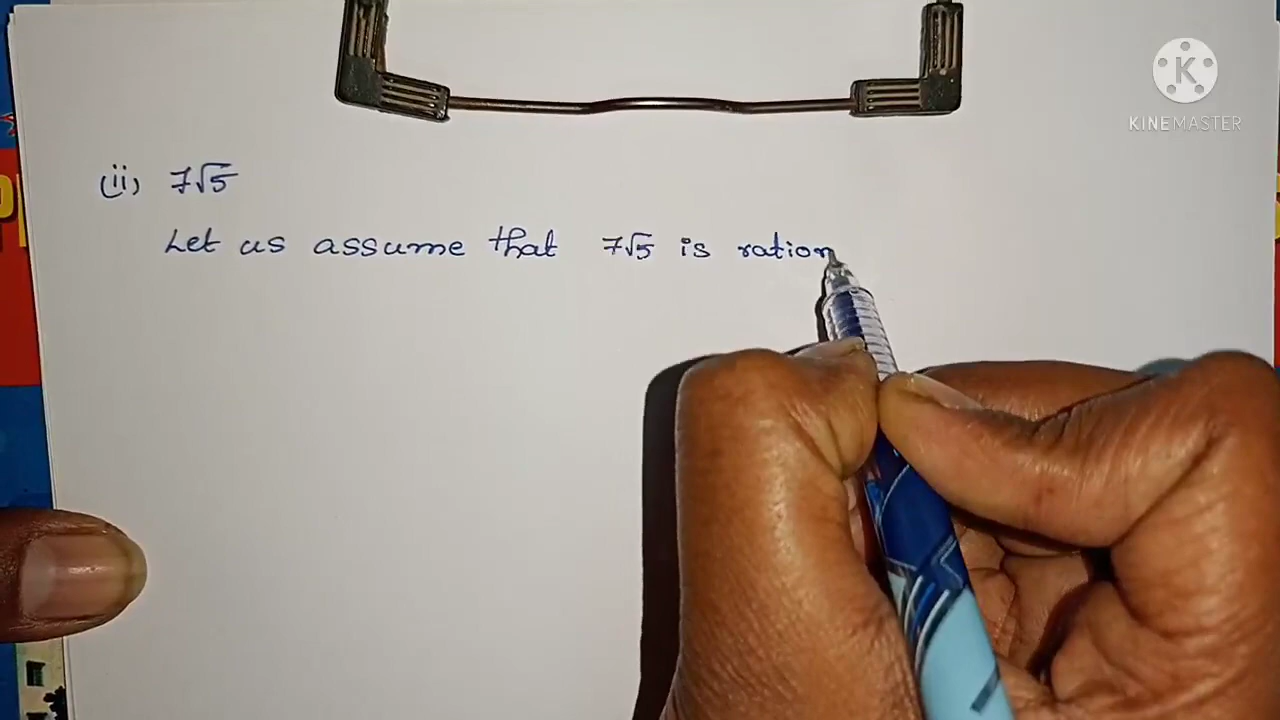 KINEMASTER
(ii) 7√5
Let us assume that 7√5 is ration